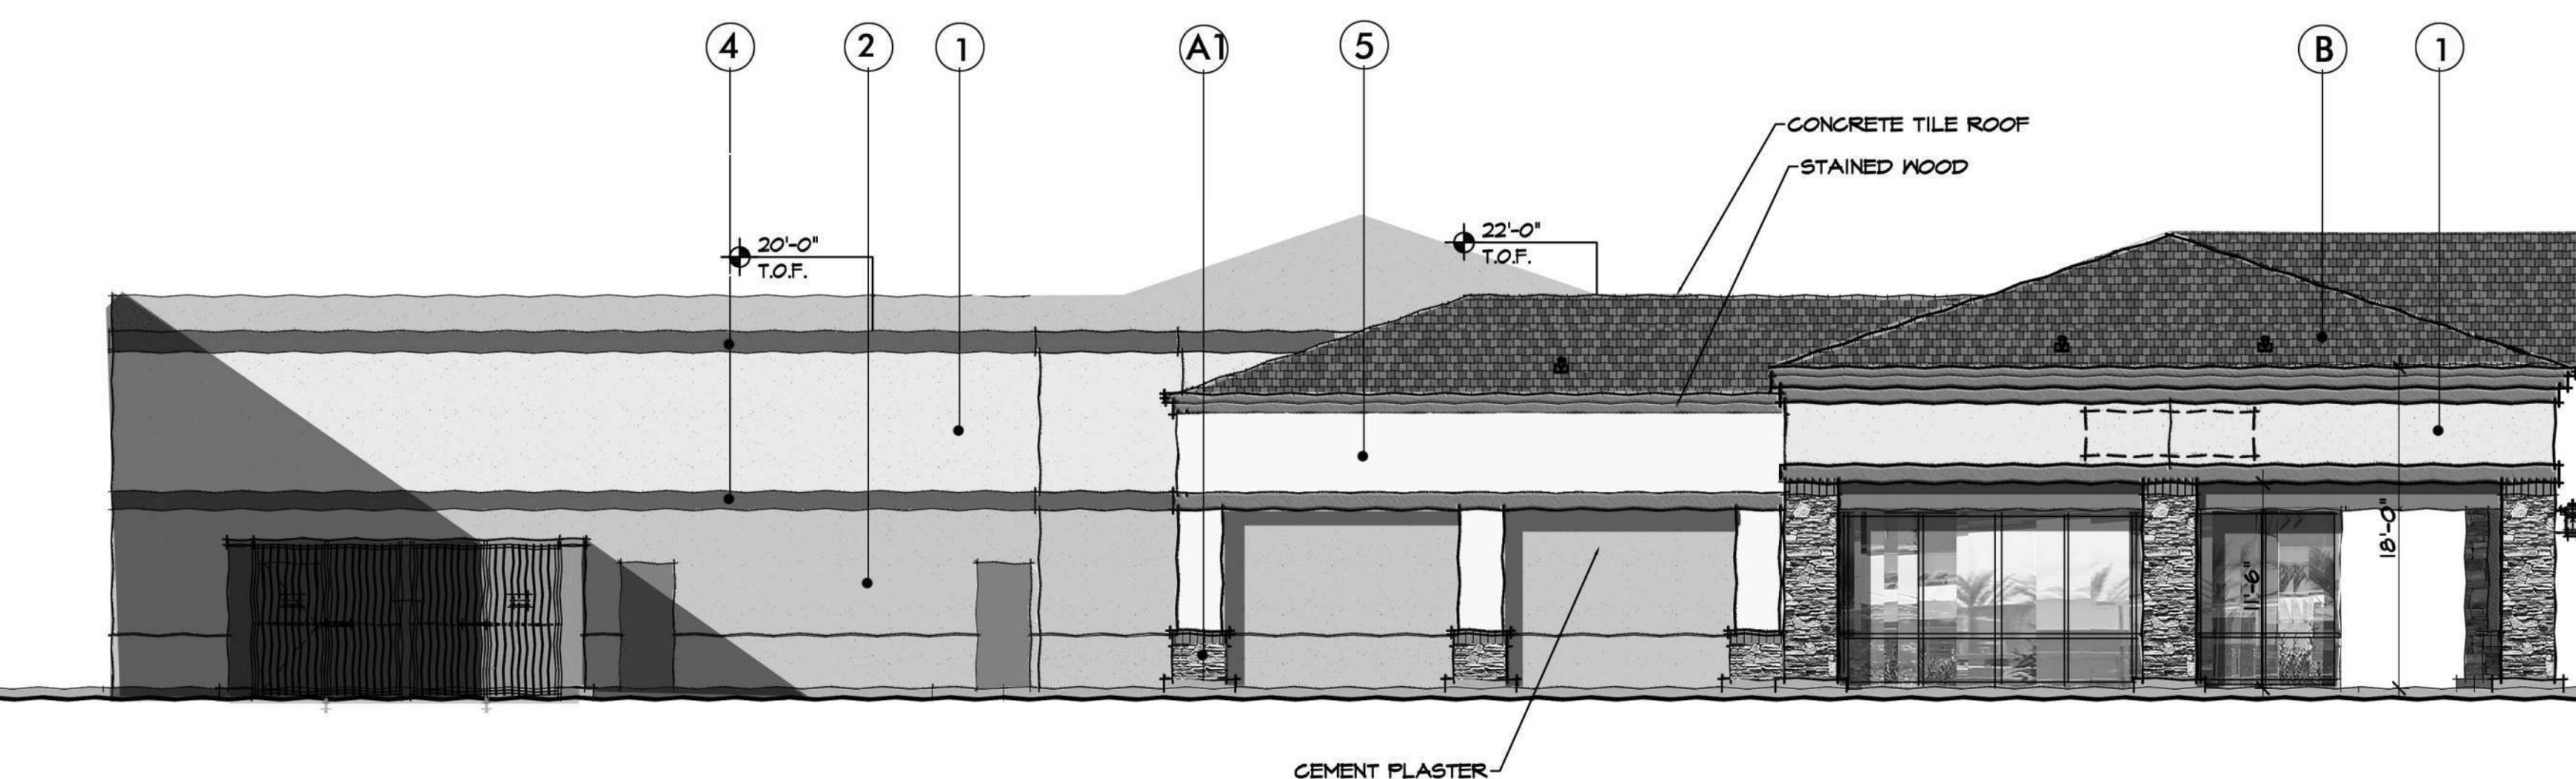 4
2
1
A1
5
B
1
CONCRETE TILE ROOF
STAINED WOOD
20'-0"
T.O.F.
22'-0"
T.O.F.
18'-0"
11'-6"
CEMENT PLASTER